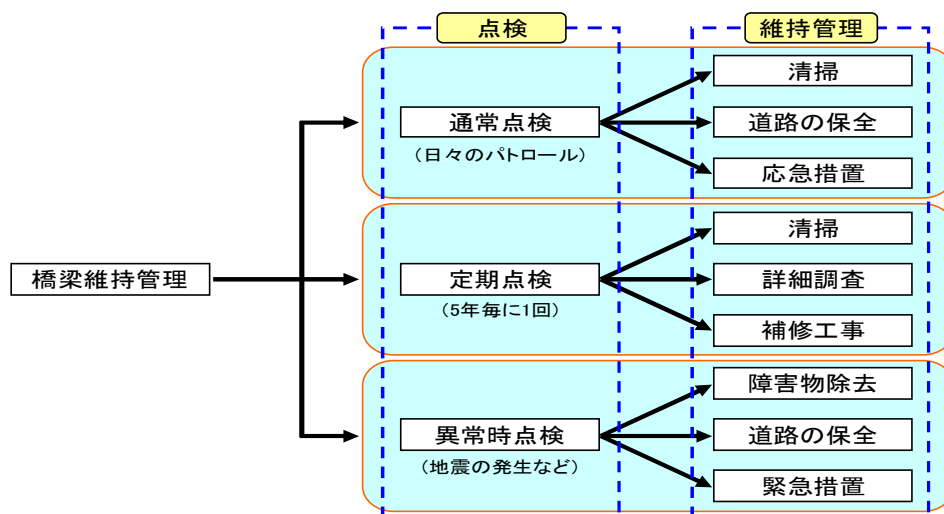 点検
維持管理
清掃
通常点検
道路の保全
(日々のパトロール)
応急措置
清掃
橋梁維持管理
定期点検
詳細調査
(5年毎に1回)
補修工事
障害物除去
異常時点検
道路の保全
(地震の発生など)
緊急措置